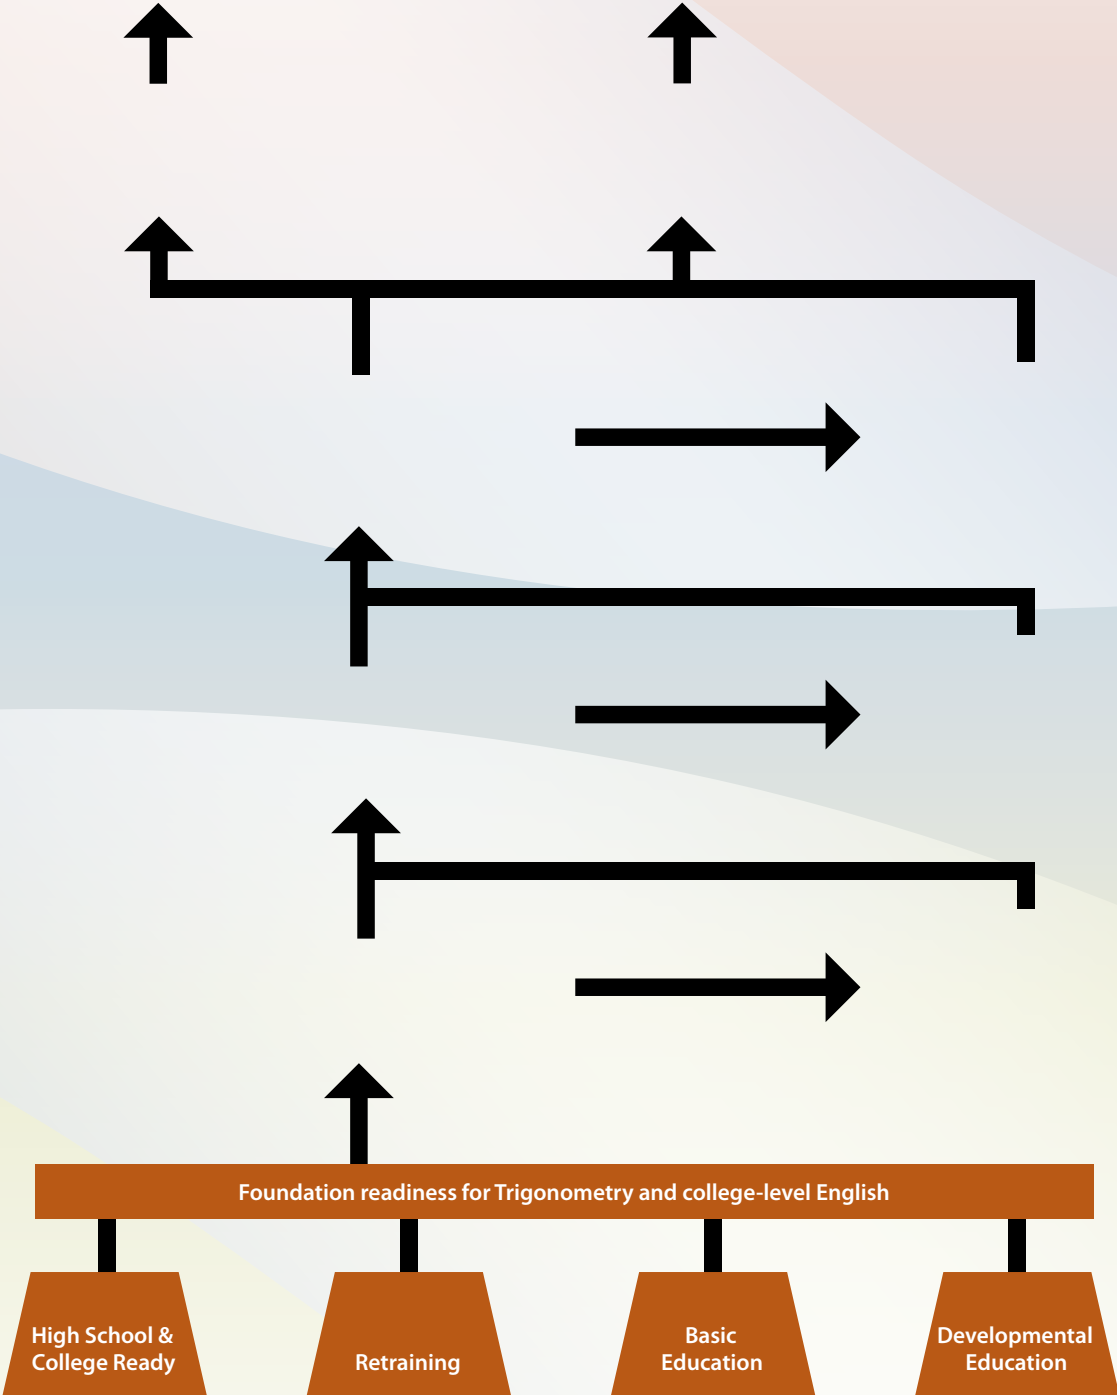 Foundation readiness for Trigonometry and college-level English
High School &
College Ready
Retraining
Basic
Education
Developmental
Education